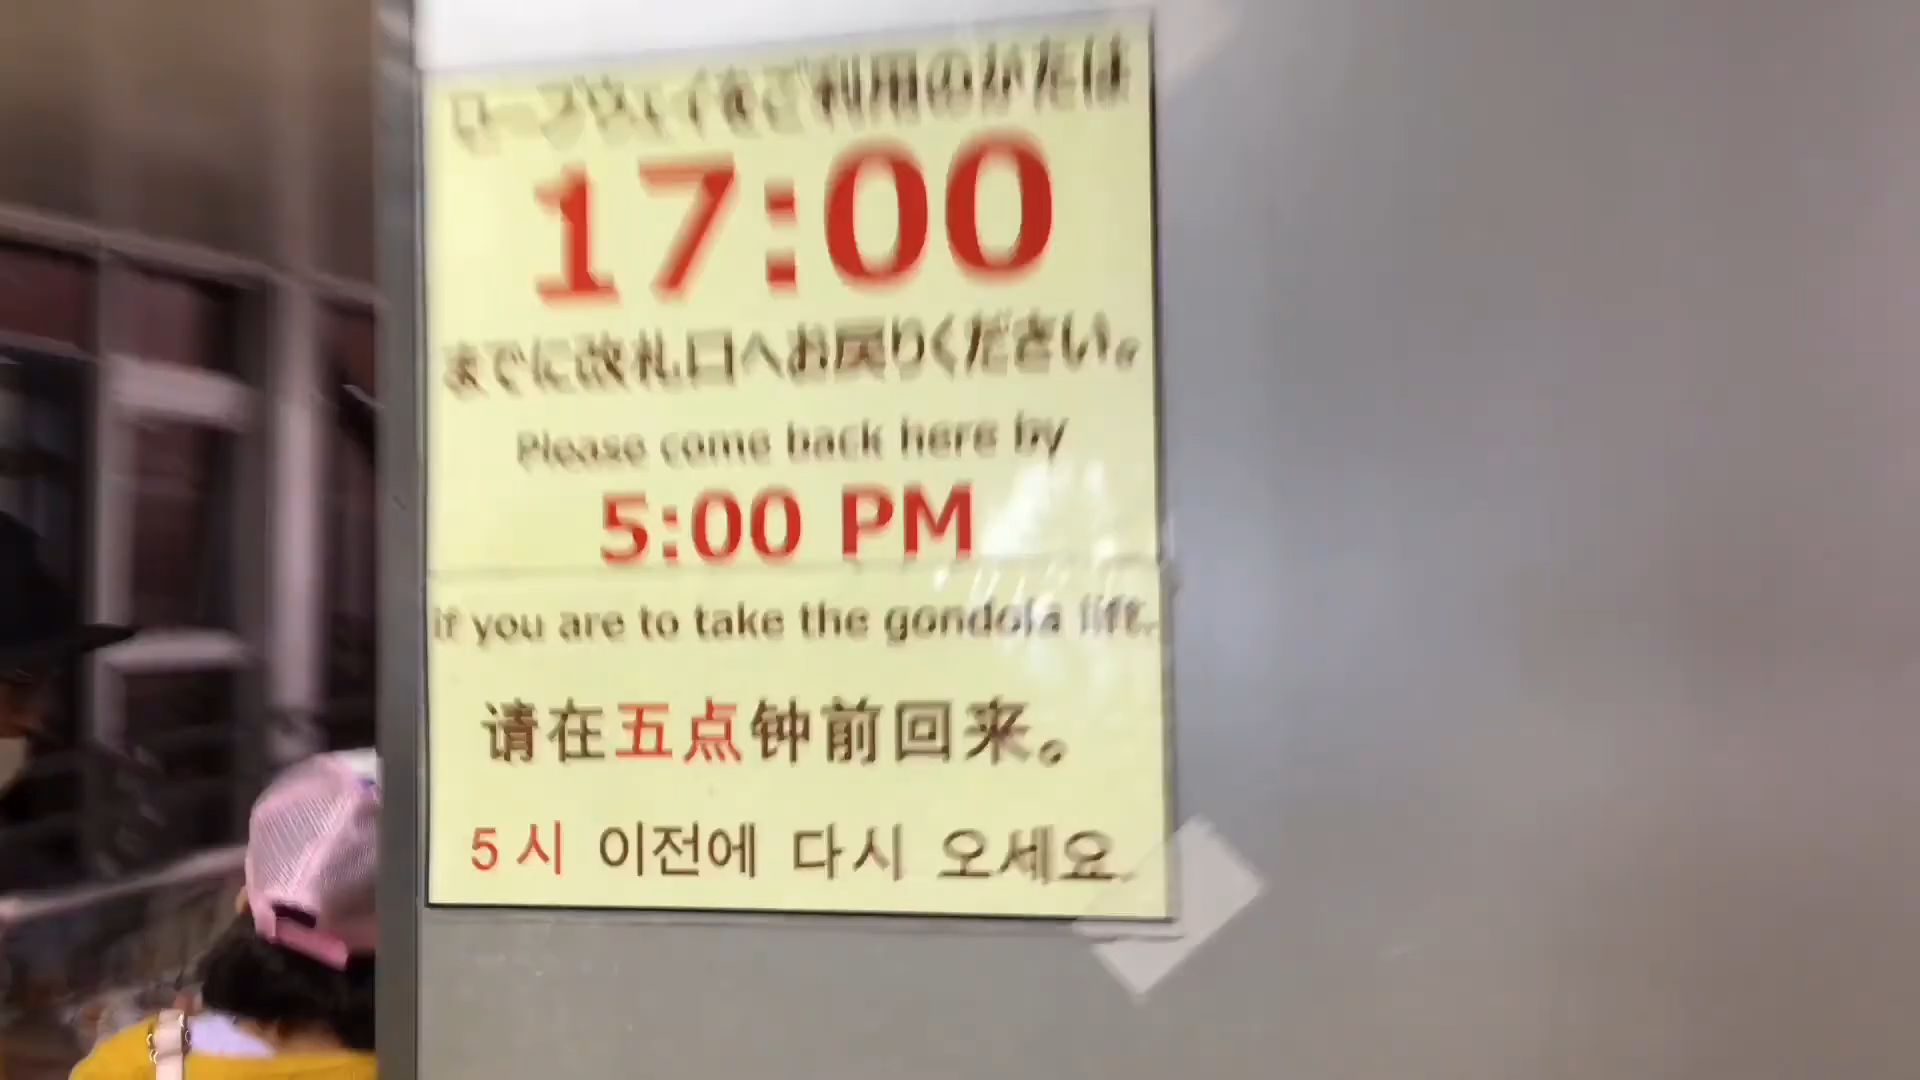 ロープウェイをご利用のかたは
17:00
までに改札口へお戻りください。
Please come back here by
5:00 PM
if you are to take the gondola lift.
请在五点钟前回来。
5시 이전에 다시 오세요.